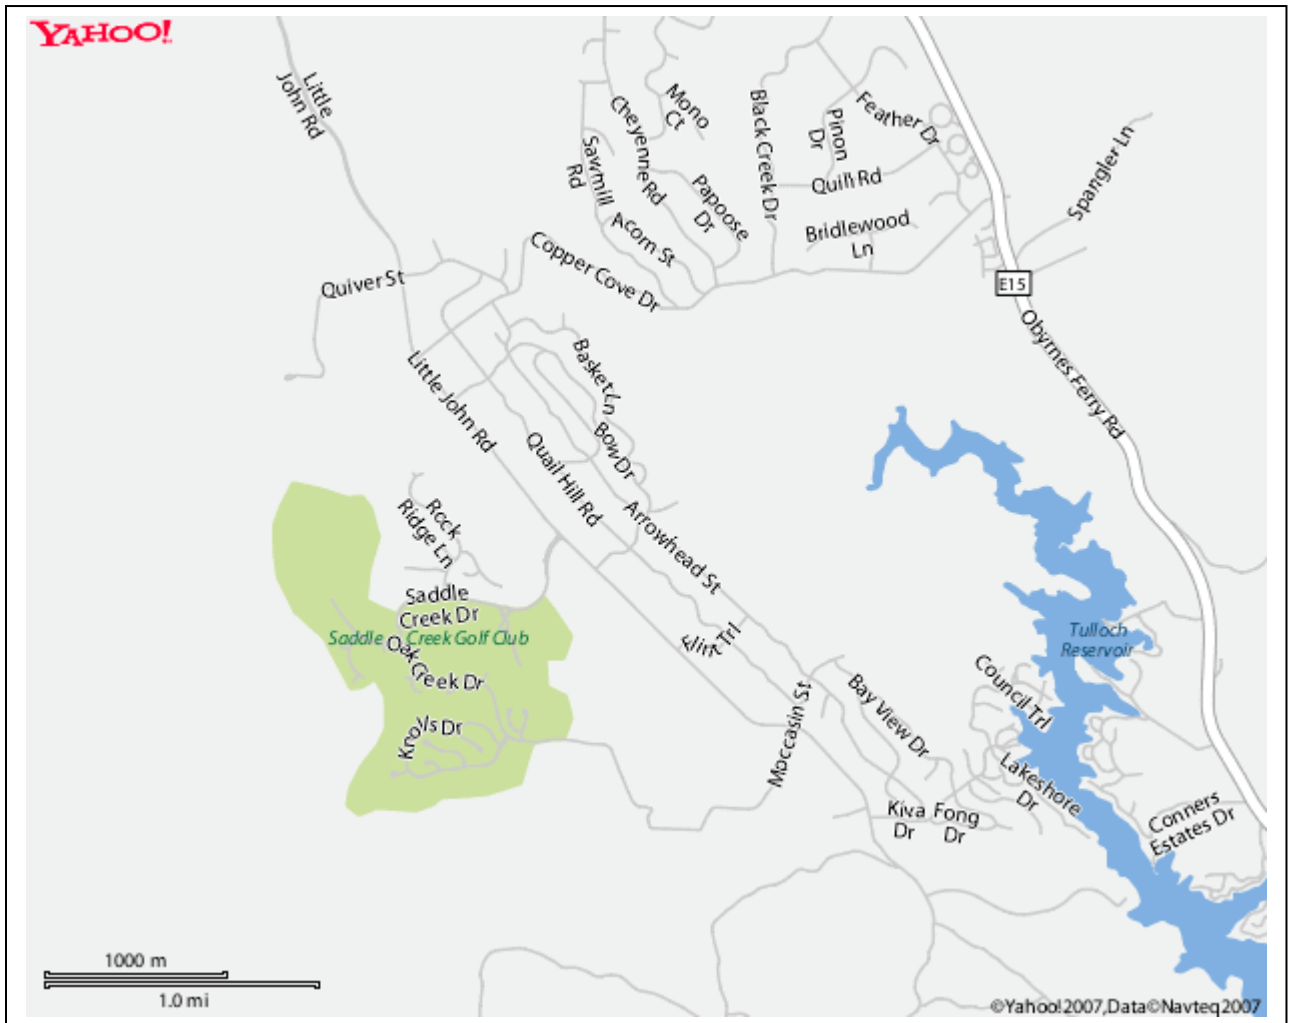 YAHOO!
Little
John Rd
Mono
Ct
Cheyenne Rd
Black Creek Dr
Pinon
Dr
Feather Dr
Spangler Ln
Sawmill
Rd
Papoose
Dr
Quill Rd
Acorn St
Bridlewood
Ln
Copper Cove Dr
Quiver St
E15
Obyrnes Ferry Rd
Little John Rd
Basket Ln
Bow Dr
Quail Hill Rd
Arrowhead St
Rock
Ridge Ln
Saddle
Creek Dr
Saddle Creek Golf Club
Oak Creek Dr
Knolls Dr
Flint Trl
Tulloch
Reservoir
Council Trl
Bay View Dr
Moccasin St
Lakeshore
Dr
Kiva
Dr
Fong
Dr
Conners
Estates Dr
1000 m
1.0 mi
©Yahoo!2007,Data©Navteq2007